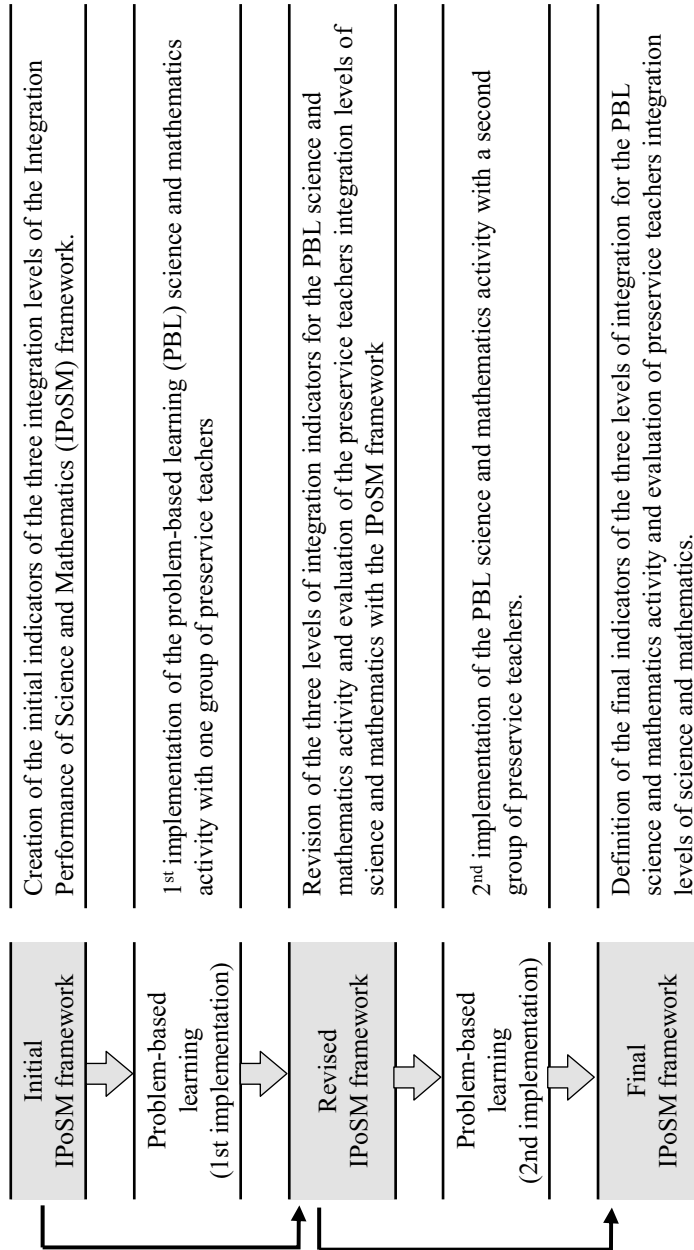 Initial
IPoSM framework
Creation of the initial indicators of the three integration levels of the Integration
Performance of Science and Mathematics (IPoSM) framework.
Problem-based
learning
(1st implementation)
1st implementation of the problem-based learning (PBL) science and mathematics
activity with one group of preservice teachers
Revised
IPoSM framework
Revision of the three levels of integration indicators for the PBL science and
mathematics activity and evaluation of the preservice teachers integration levels of
science and mathematics with the IPoSM framework
Problem-based
learning
(2nd implementation)
2nd implementation of the PBL science and mathematics activity with a second
group of preservice teachers.
Final
IPoSM framework
Definition of the final indicators of the three levels of integration for the PBL
science and mathematics activity and evaluation of preservice teachers integration
levels of science and mathematics.